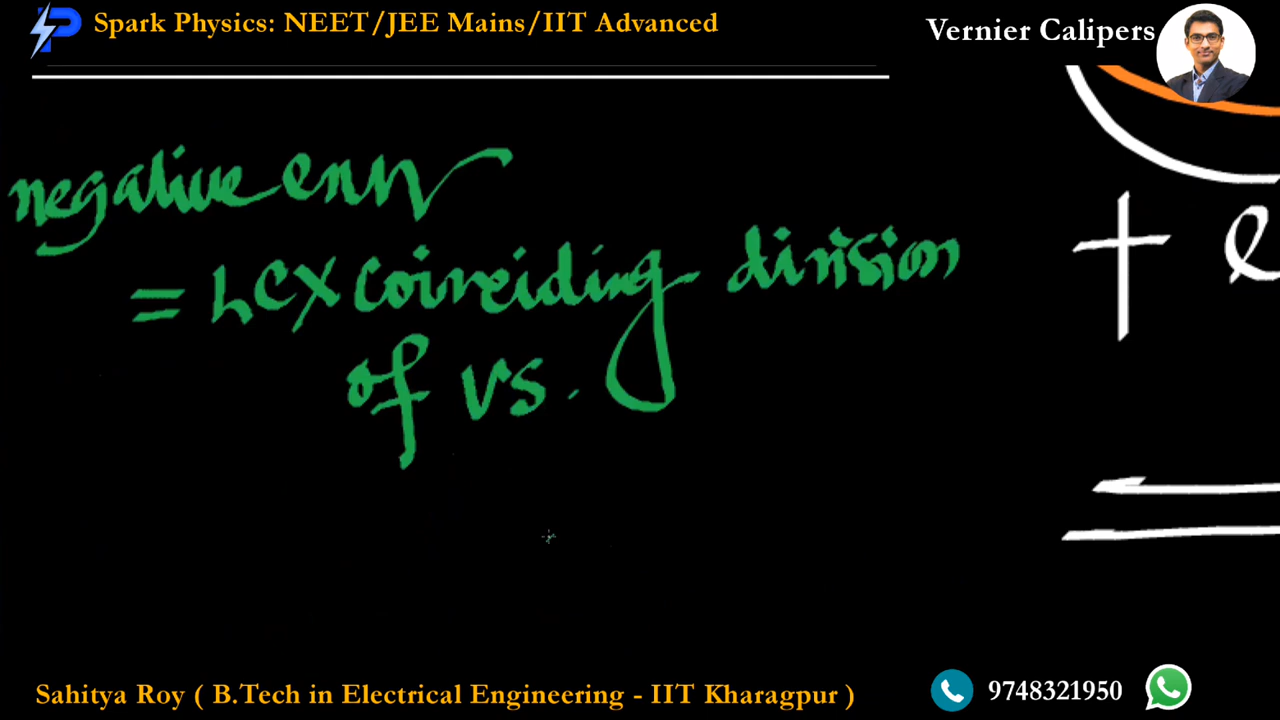 Spark Physics: NEET/JEE Mains/IIT Advanced
Vernier Calipers
negative error
= LC X coinciding division
of VS.
+ e
Sahitya Roy ( B.Tech in Electrical Engineering - IIT Kharagpur )
9748321950